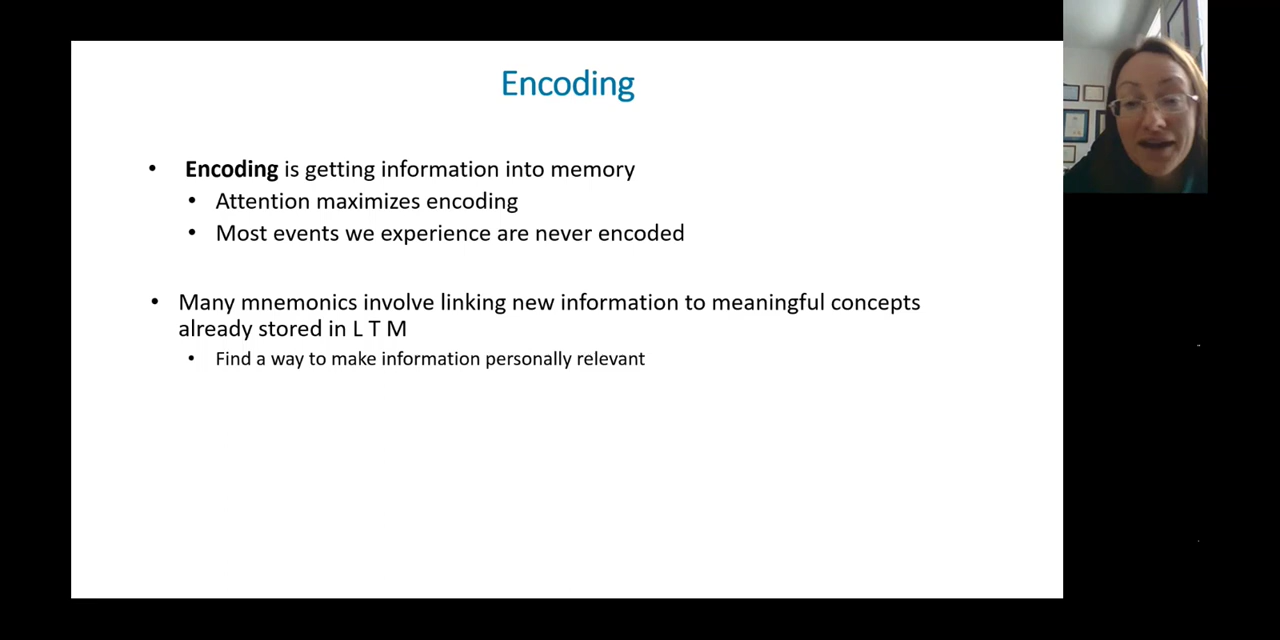 Encoding
• Encoding is getting information into memory
• Attention maximizes encoding
• Most events we experience are never encoded
• Many mnemonics involve linking new information to meaningful concepts
already stored in L T M
• Find a way to make information personally relevant